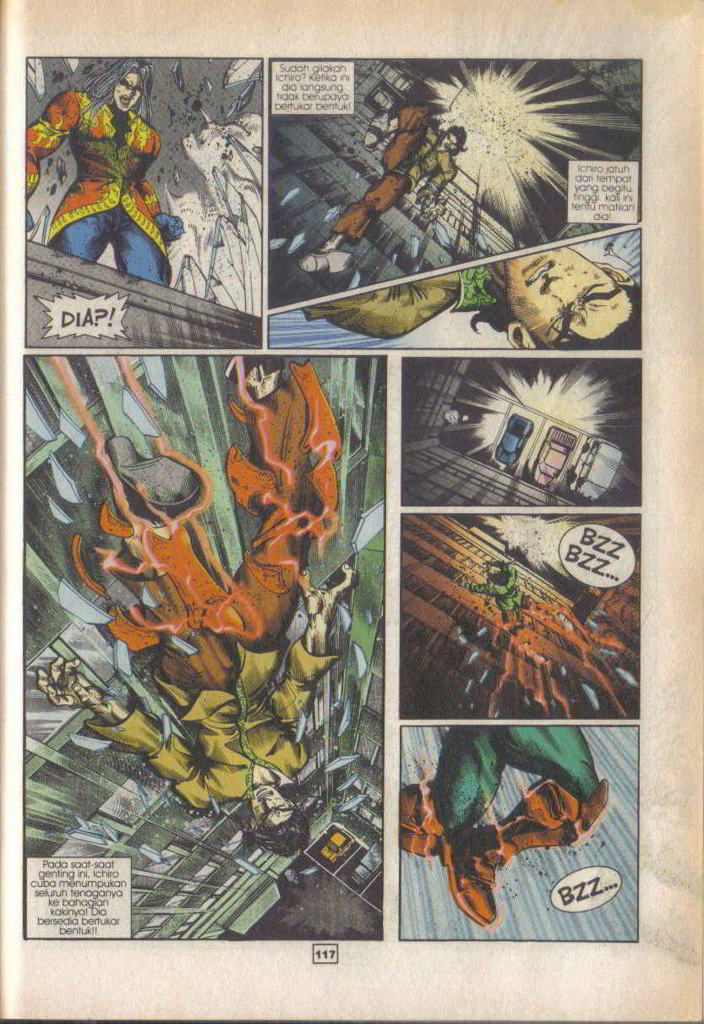 DIA?!
Sudah gilakah
Ichiro? Ketika ini
dia langsung
tidak berupaya
bertukar bentuk!
Ichiro jatuh
dari tempat
yang begitu
tinggi, kali ini
tentu matilah
dia!
Pada saat-saat
genting ini, Ichiro
cuba menumpukan
seluruh tenaganya
ke bahagian
kakinya! Dia
bersedia bertukar
bentuk!!
BZZ
BZZ...
BZZ...
117